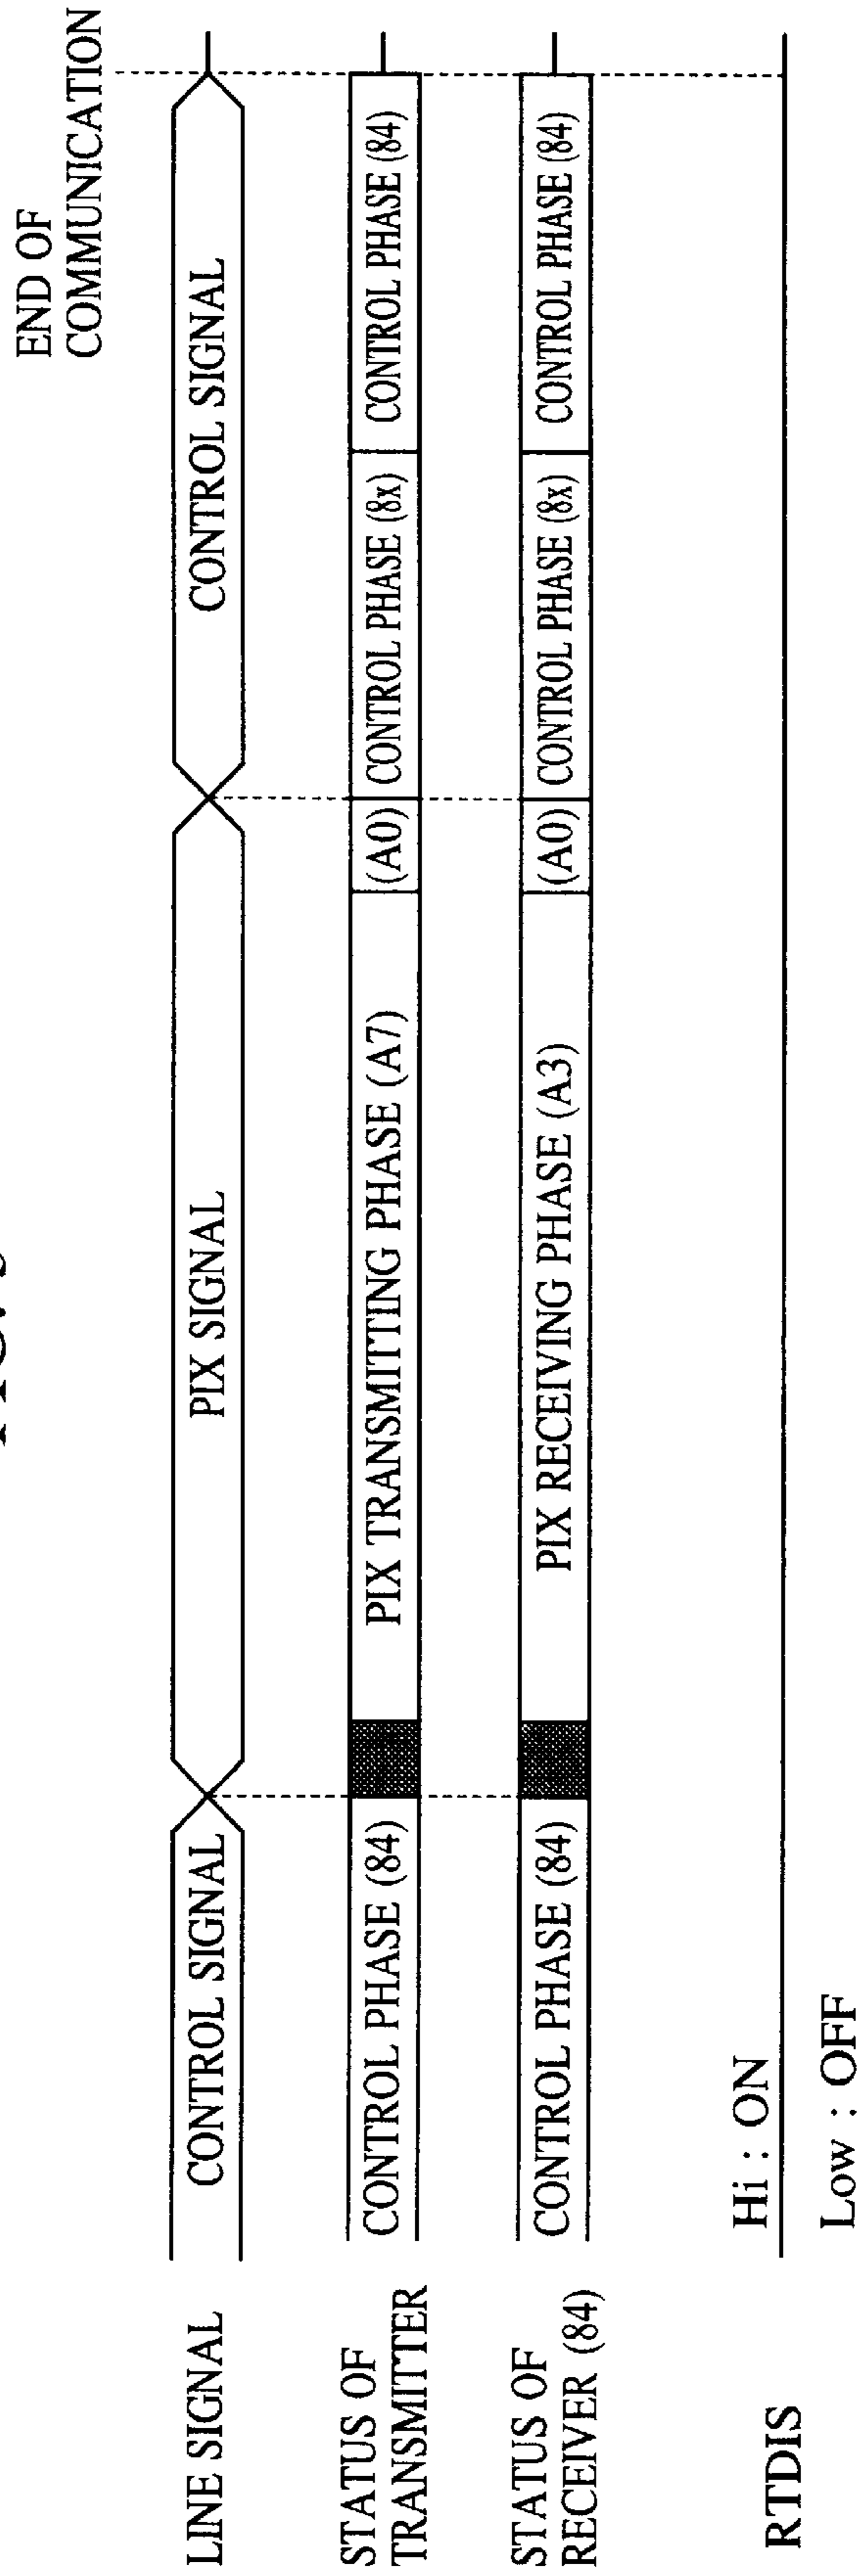 END OF
COMMUNICATION
LINE SIGNAL
CONTROL SIGNAL
PIX SIGNAL
CONTROL SIGNAL
STATUS OF
TRANSMITTER
CONTROL PHASE (84)
PIX TRANSMITTING PHASE (A7)
(A0)
CONTROL PHASE (8x)
CONTROL PHASE (84)
STATUS OF
RECEIVER (84)
CONTROL PHASE (84)
PIX RECEIVING PHASE (A3)
(A0)
CONTROL PHASE (8x)
CONTROL PHASE (84)
RTDIS
Hi : ON
Low : OFF